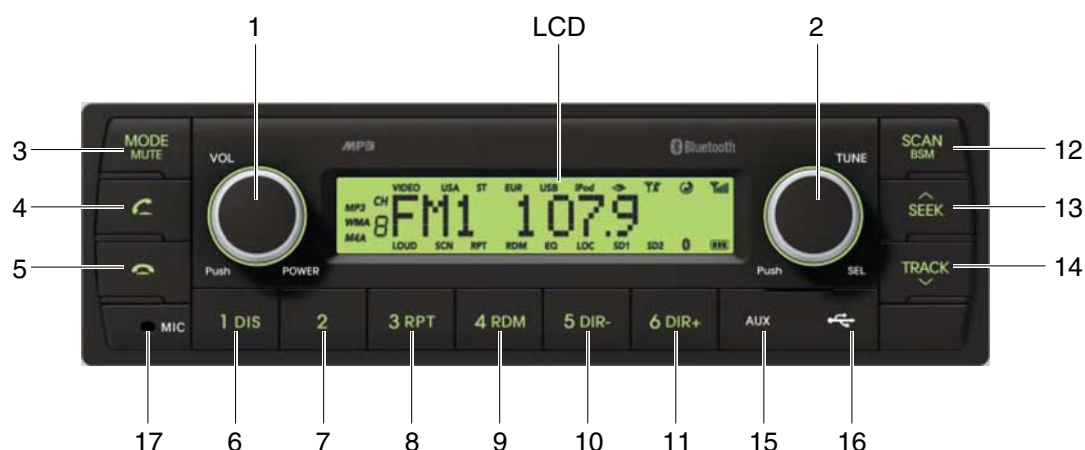 1 LCD 2
3 MODE MUTE
VOL
MP3
Bluetooth
TUNE
SCAN BSM 12
4
VIDEO USA ST EUR USB iPod
MP3 CH
WMA 8 FM1 107.9
M4A
LOUD SCN RPT RDM EQ LOC SD1 SD2
SEEK 13
5
Push POWER
Push SEL
TRACK 14
MIC
1 DIS 2 3 RPT 4 RDM 5 DIR- 6 DIR+ AUX
17 6 7 8 9 10 11 15 16